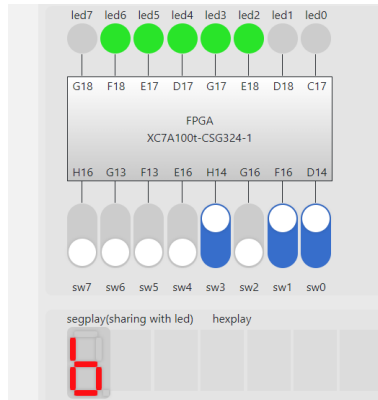 led7 led6 led5 led4 led3 led2 led1 led0
G18 F18 E17 D17 G17 E18 D18 C17
FPGA
XC7A100t-CSG324-1
H16 G13 F13 E16 H14 G16 F16 D14
sw7 sw6 sw5 sw4 sw3 sw2 sw1 sw0
segplay(sharing with led) hexplay
b